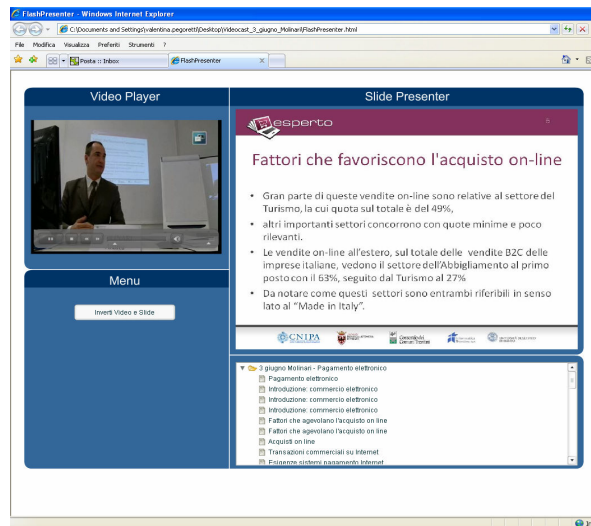 FlashPresenter - Windows Internet Explorer
C:\Documents and Settings\valentina.pegoretti\Desktop\Videocast_3_giugno_Molinari\FlashPresenter.html
File Modifica Visualizza Preferiti Strumenti ?
Posta :: Inbox
FlashPresenter
Video Player
Slide Presenter
esperto
Fattori che favoriscono l'acquisto on-line
• Gran parte di queste vendite on-line sono relative al settore del
Turismo, la cui quota sul totale è del 49%,
• altri importanti settori concorrono con quote minime e poco
rilevanti.
• Le vendite on-line all'estero, sul totale delle vendite B2C delle
imprese italiane, vedono il settore dell'Abbigliamento al primo
posto con il 63%, seguito dal Turismo al 27%
• Da notare come questi settori sono entrambi riferibili in senso
lato al "Made in Italy".
CNIPA
Consorzio dei
Comuni Trentini
Menu
Inverti Video e Slide
3 giugno Molinari - Pagamento elettronico
Pagamento elettronico
Introduzione: commercio elettronico
Introduzione: commercio elettronico
Introduzione: commercio elettronico
Fattori che agevolano l'acquisto on line
Fattori che agevolano l'acquisto on line
Acquisti on line
Transazioni commerciali su Internet
Esigenze sistemi pagamento Internet